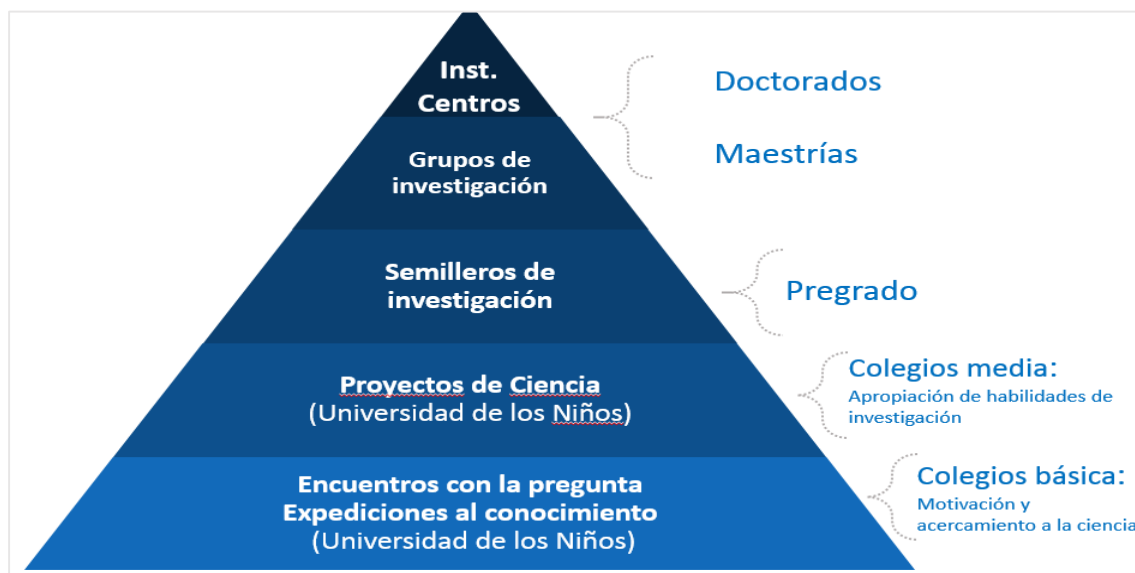 Inst.
Centros
Doctorados
Maestrías
Grupos de
investigación
Semilleros de
investigación
Pregrado
Proyectos de Ciencia
(Universidad de los Niños)
Colegios media:
Apropiación de habilidades de
investigación
Encuentros con la pregunta
Expediciones al conocimiento
(Universidad de los Niños)
Colegios básica:
Motivación y
acercamiento a la ciencia